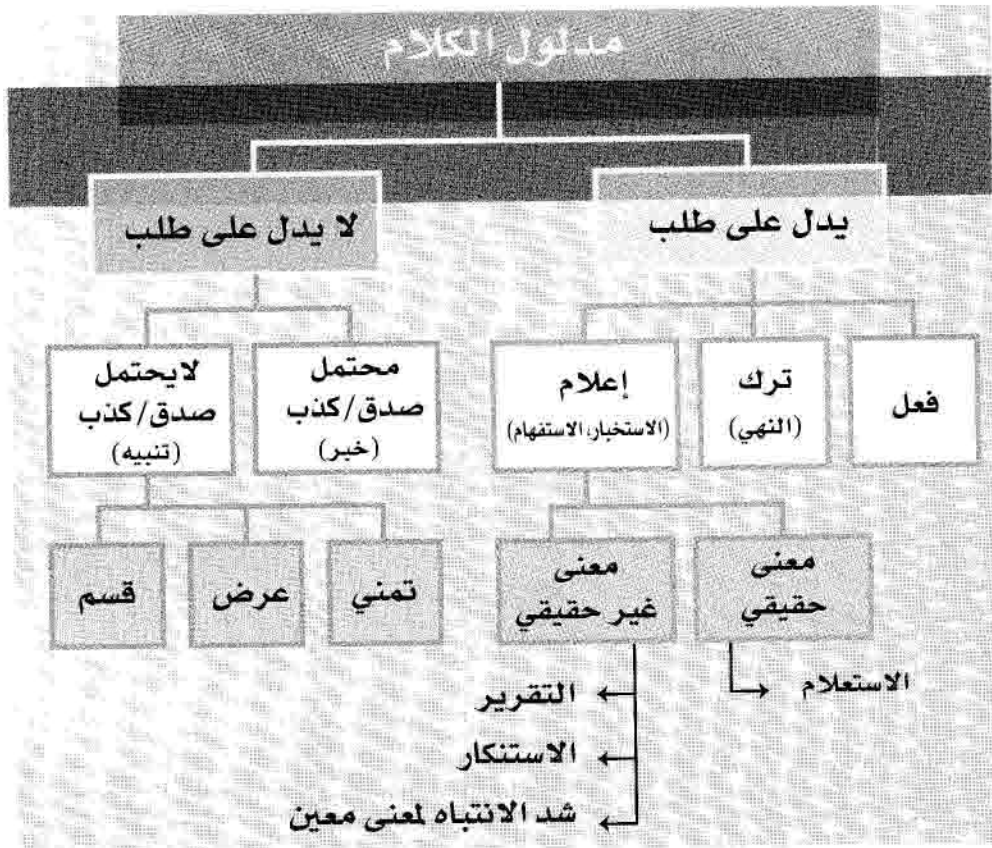 مدلول الكلام
يدل على طلب
لا يدل على طلب
فعل
ترك
(النهي)
إعلام
(الاستخبار، الاستفهام)
محتمل
صدق/كذب
(خبر)
لايحتمل
صدق/كذب
(تنبيه)
معنى
حقيقي
معنى
غير حقيقي
تمني
عرض
قسم
الاستعلام
التقرير
الاستنكار
شد الانتباه لمعنى معين